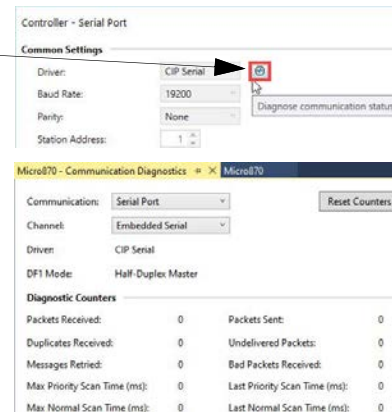 Controller - Serial Port
Common Settings
Driver: CIP Serial
Baud Rate: 19200
Diagnose communication status
Parity: None
Station Address: 1
Micro870 - Communication Diagnostics Micro870
Communication: Serial Port Reset Counters
Channel: Embedded Serial
Driver: CIP Serial
DF1 Mode: Half-Duplex Master
Diagnostic Counters
Packets Received: 0 Packets Sent: 0
Duplicates Received: 0 Undelivered Packets: 0
Messages Retried: 0 Bad Packets Received: 0
Max Priority Scan Time (ms): 0 Last Priority Scan Time (ms): 0
Max Normal Scan Time (ms): 0 Last Normal Scan Time (ms): 0